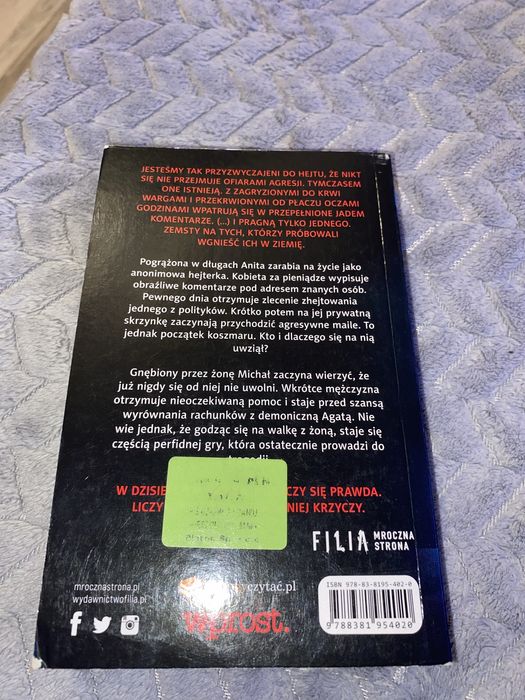 JESTEŚMY TAK PRZYZWYCZAJENI DO HEJTU, ŻE NIKT
SIĘ NIE PRZEJMUJE OFIARAMI AGRESJI. TYMCZASEM
ONE ISTNIEJĄ. Z ZAGRYZIONYMI DO KRWI
WARGAMI I PRZEKRWIONYMI OD PŁACZU OCZAMI
GODZINAMI WPATRUJĄ SIĘ W PRZEPEŁNIONE JADEM
KOMENTARZE. (...) I PRAGNĄ TYLKO JEDNEGO.
ZEMSTY NA TYCH, KTÓRZY PRÓBOWALI
WGNIEŚĆ ICH W ZIEMIĘ.
Pogrążona w długach Anita zarabia na życie jako
anonimowa hejterka. Kobieta za pieniądze wypisuje
obraźliwe komentarze pod adresem znanych osób.
Pewnego dnia otrzymuje zlecenie zhejtowania
jednego z polityków. Krótko potem na jej prywatną
skrzynkę zaczynają przychodzić agresywne maile. To
jednak początek koszmaru. Kto i dlaczego się na nią
uwziął?
Gnębiony przez żonę Michał zaczyna wierzyć, że
już nigdy się od niej nie uwolni. Wkrótce mężczyzna
otrzymuje nieoczekiwaną pomoc i staje przed szansą
wyrównania rachunków z demoniczną Agatą. Nie
wie jednak, że godząc się na walkę z żoną, staje się
częścią perfidnej gry, która ostatecznie prowadzi do
W DZISIE CZY SIĘ PRAWDA.
LICZY NIEJ KRZYCZY.
FILIA MROCZNA
STRONA
mrocznastrona.pl
wydawnictwofilia.pl
czytać.pl
wprost.
ISBN 978-83-8195-402-0
9788381954020